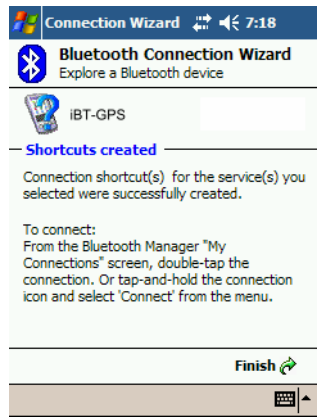 Connection Wizard 7:18
Bluetooth Connection Wizard
Explore a Bluetooth device
iBT-GPS
Shortcuts created
Connection shortcut(s) for the service(s) you
selected were successfully created.
To connect:
From the Bluetooth Manager "My
Connections" screen, double-tap the
connection. Or tap-and-hold the connection
icon and select 'Connect' from the menu.
Finish